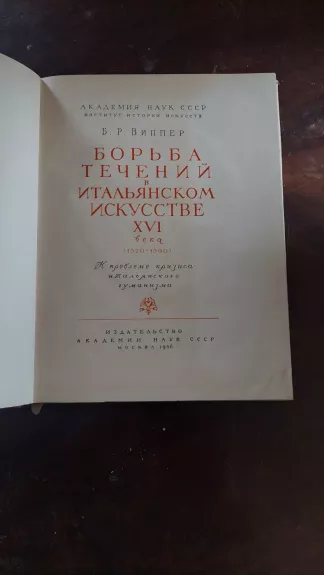 АКАДЕМИЯ НАУК СССР
ИНСТИТУТ ИСТОРИИ ИСКУССТВ
Б. Р. ВИППЕР
БОРЬБА
ТЕЧЕНИЙ
В
ИТАЛЬЯНСКОМ
ИСКУССТВЕ
XVI
века
(1520-1590)
К проблеме кризиса
итальянского
гуманизма
ИЗДАТЕЛЬСТВО
АКАДЕМИИ НАУК СССР
МОСКВА 1956